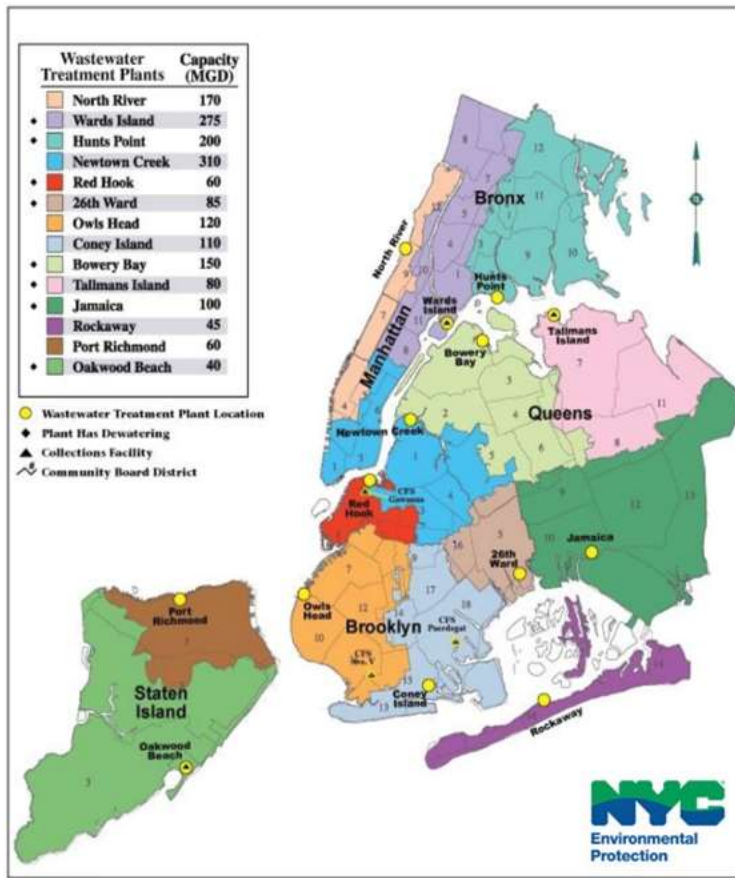 Wastewater Treatment Plants Capacity (MGD)
North River 170
Wards Island 275
Hunts Point 200
Newtown Creek 310
Red Hook 60
26th Ward 85
Owls Head 120
Coney Island 110
Bowery Bay 150
Tallmans Island 80
Jamaica 100
Rockaway 45
Port Richmond 60
Oakwood Beach 40
Wastewater Treatment Plant Location
Plant Has Dewatering
Collections Facility
Community Board District
Bronx
North River
Hunts Point
Wards Island
Manhattan
Tallmans Island
Bowery Bay
Queens
Newtown Creek
CFS
Gowanus
Red Hook
Jamaica
26th Ward
Owls Head
Port Richmond
Brooklyn
CFS
Paerdegat
CFS
Ave. V
Staten Island
Coney Island
Rockaway
Oakwood Beach
NYC
Environmental
Protection